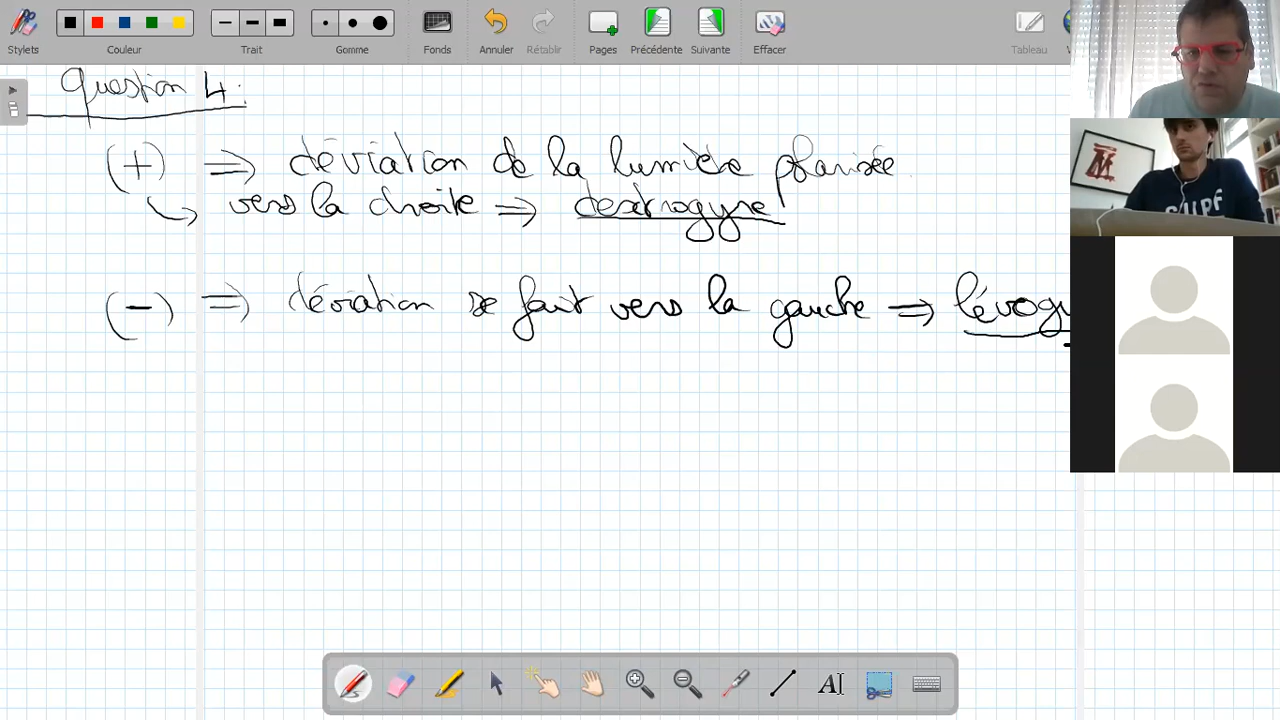 Stylets
Couleur
Trait
Gomme
Fonds
Annuler
Rétablir
Pages
Précédente
Suivante
Effacer
Tableau
Question 4:
(+) ⇒ déviation de la lumière polarisée
vers la droite ⇒ dextrogyre
(-) ⇒ déviation se fait vers la gauche ⇒ lévogy